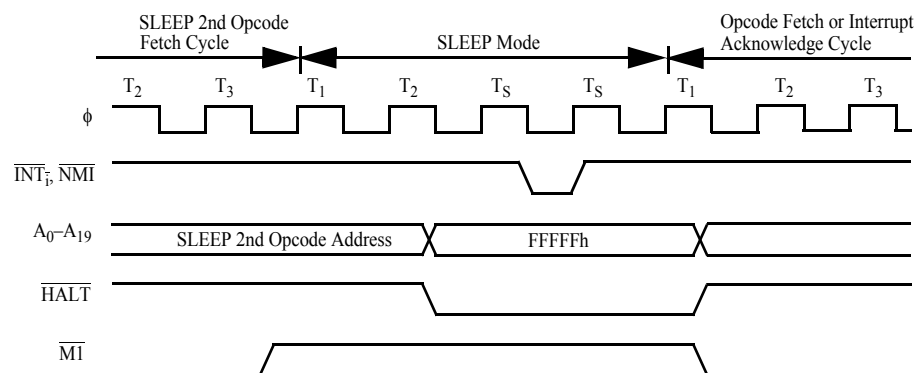 SLEEP 2nd Opcode
Fetch Cycle
SLEEP Mode
Opcode Fetch or Interrupt
Acknowledge Cycle
T2 T3 T1 T2 TS TS T1 T2 T3
ϕ
INTi, NMI
A0–A19
SLEEP 2nd Opcode Address
FFFFFh
HALT
M1